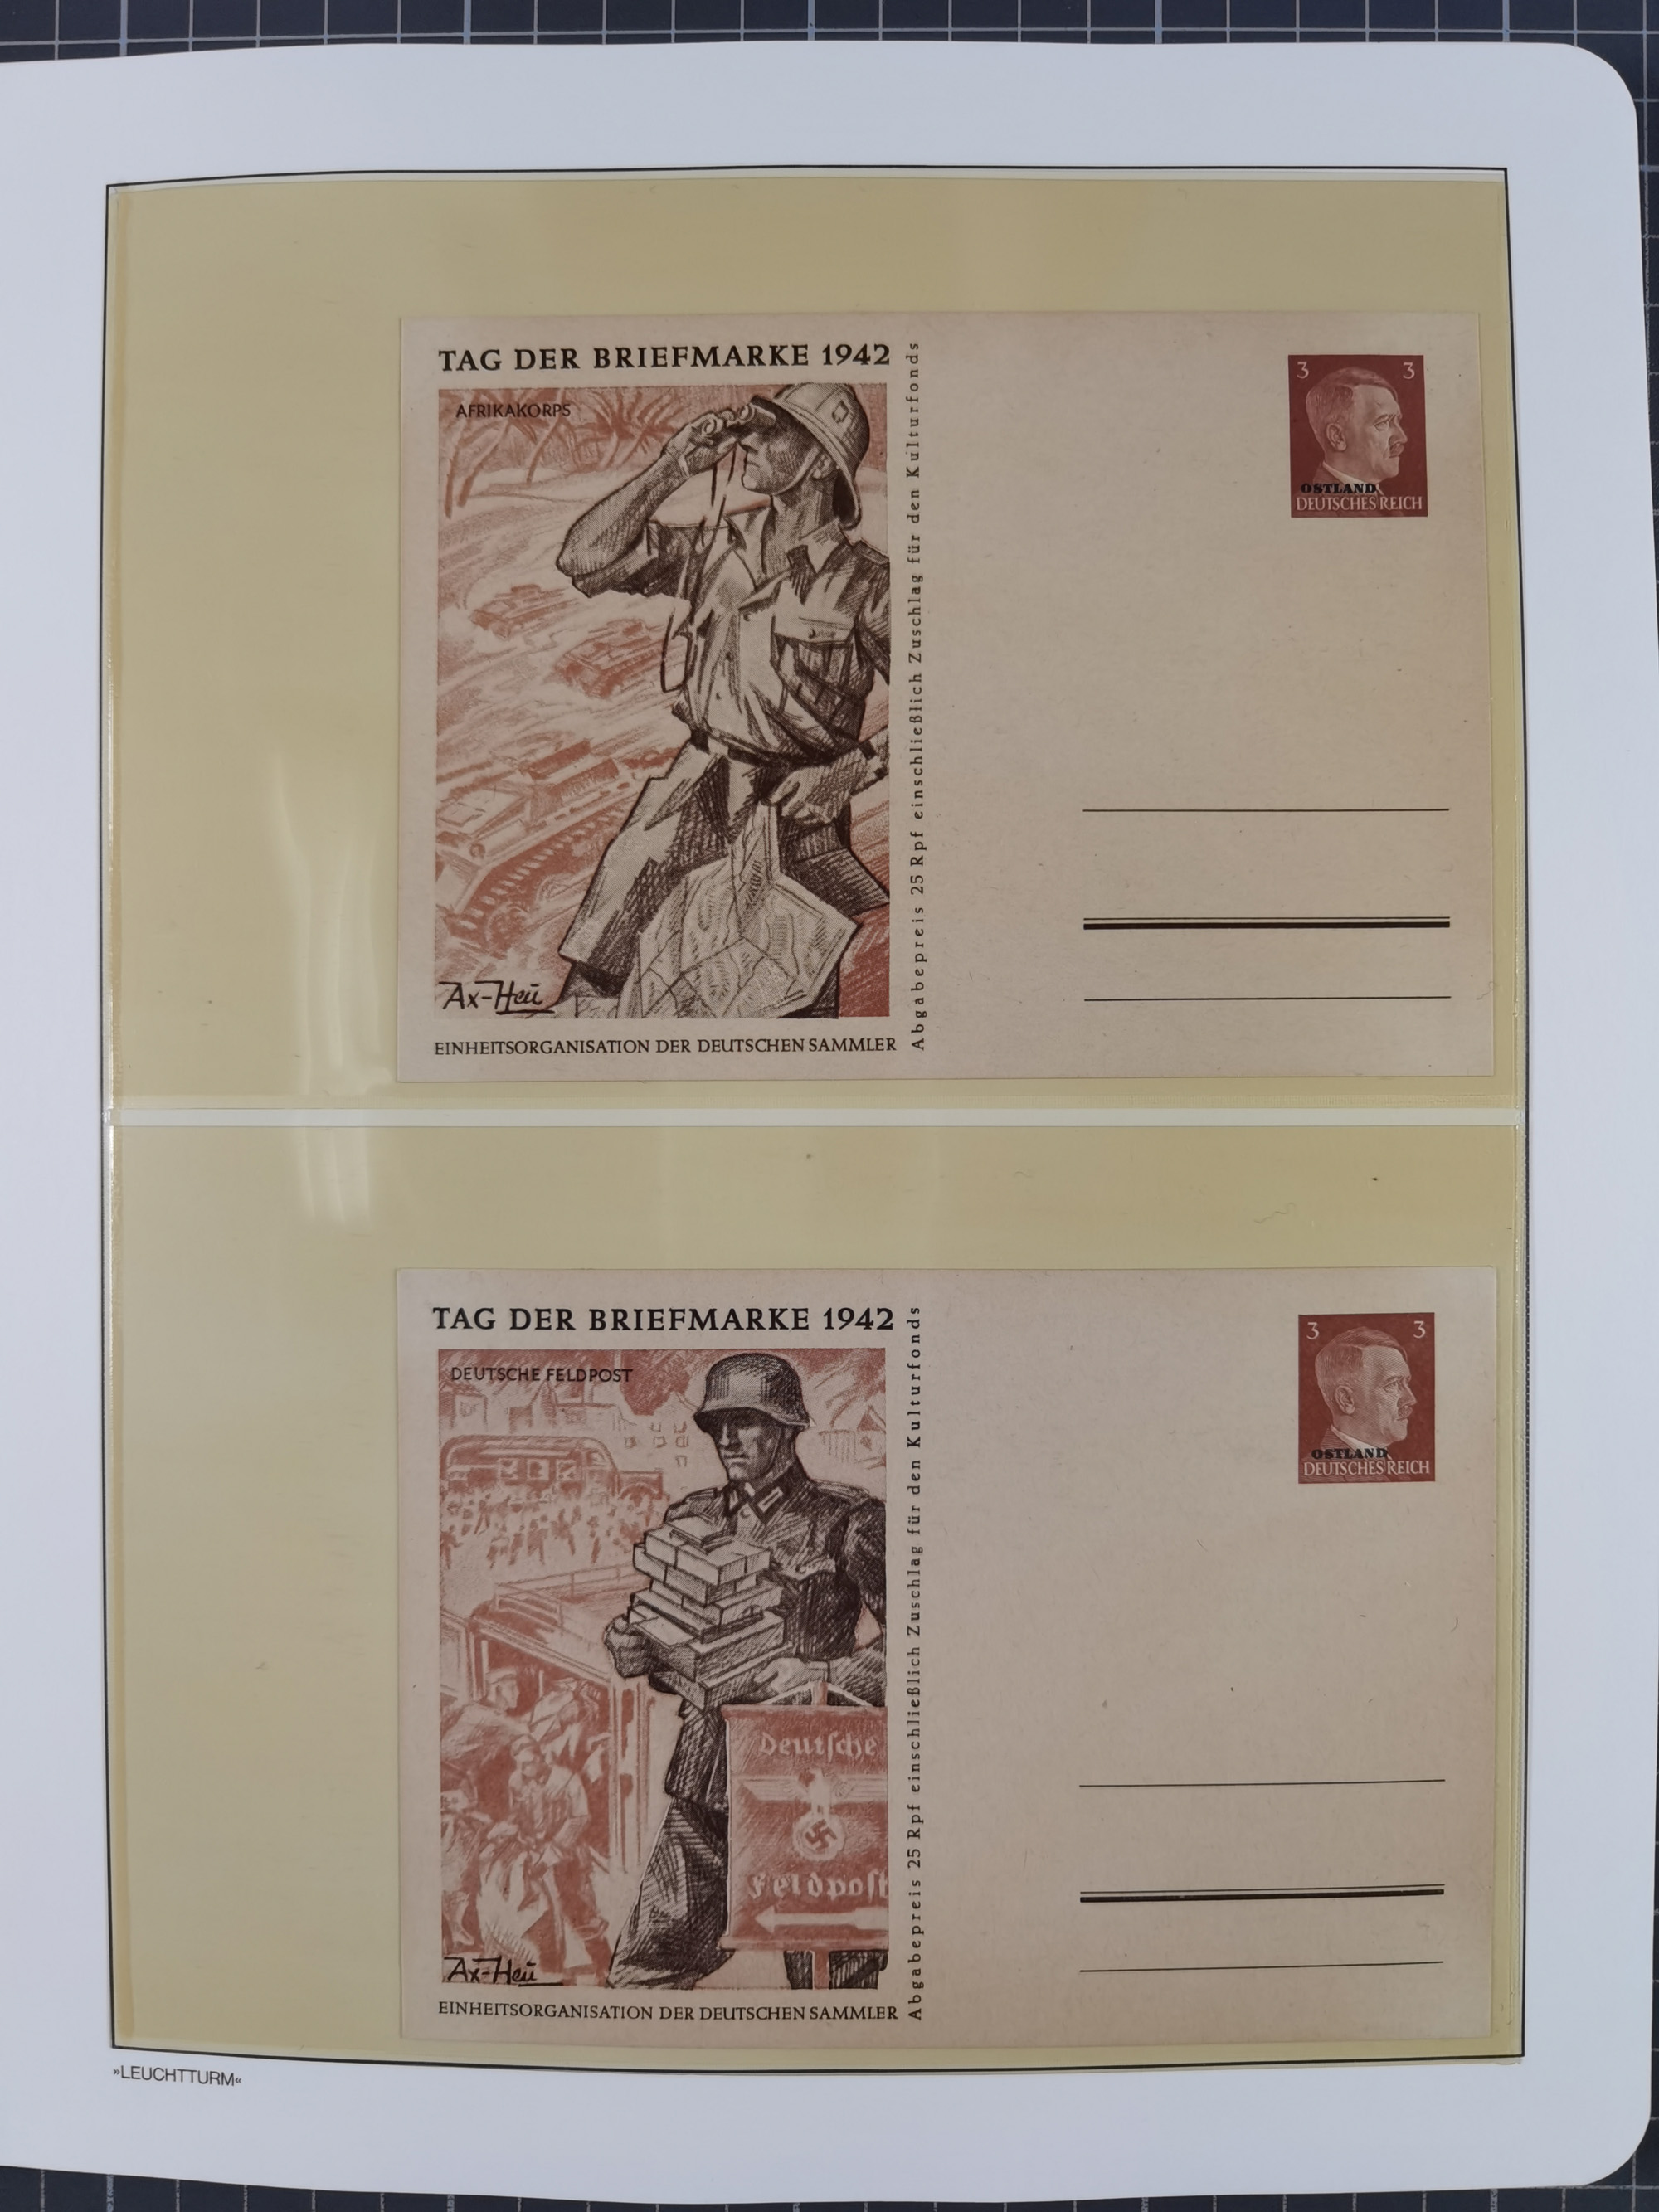 TAG DER BRIEFMARKE 1942
AFRIKAKORPS
Ax-Heu
EINHEITSORGANISATION DER DEUTSCHEN SAMMLER
Abgabepreis 25 Rpf einschließlich Zuschlag für den Kulturfonds
3 3
OSTLAND
DEUTSCHES REICH
TAG DER BRIEFMARKE 1942
DEUTSCHE FELDPOST
Deutsche
Feldpost
Ax-Heu
EINHEITSORGANISATION DER DEUTSCHEN SAMMLER
Abgabepreis 25 Rpf einschließlich Zuschlag für den Kulturfonds
3 3
OSTLAND
DEUTSCHES REICH
»LEUCHTTURM«